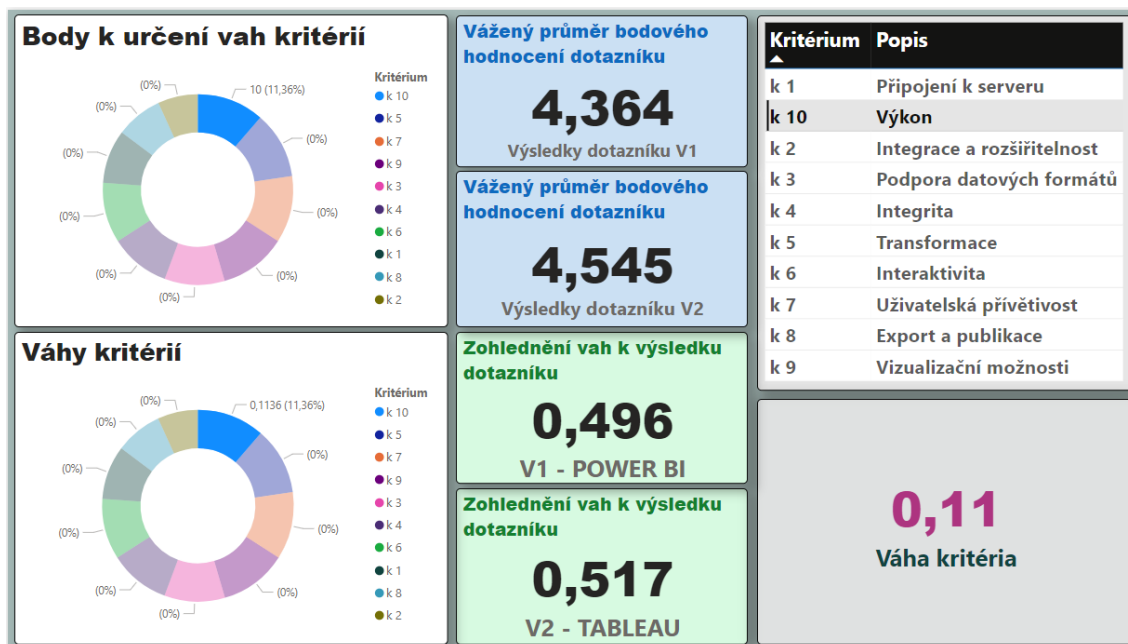 Body k určení vah kritérií
(0%)
10 (11,36%)
(0%)
(0%)
(0%)
(0%)
(0%)
(0%)
(0%)
(0%)
(0%)
Kritérium
k 10
k 5
k 7
k 9
k 3
k 4
k 6
k 1
k 8
k 2
Váhy kritérií
(0%)
0,1136 (11,36%)
(0%)
(0%)
(0%)
(0%)
(0%)
(0%)
(0%)
(0%)
Kritérium
k 10
k 5
k 7
k 9
k 3
k 4
k 6
k 1
k 8
k 2
Vážený průměr bodového
hodnocení dotazníku
4,364
Výsledky dotazníku V1
Vážený průměr bodového
hodnocení dotazníku
4,545
Výsledky dotazníku V2
Zohlednění vah k výsledku
dotazníku
0,496
V1 - POWER BI
Zohlednění vah k výsledku
dotazníku
0,517
V2 - TABLEAU
Kritérium Popis
k 1 Připojení k serveru
k 10 Výkon
k 2 Integrace a rozšiřitelnost
k 3 Podpora datových formátů
k 4 Integrita
k 5 Transformace
k 6 Interaktivita
k 7 Uživatelská přívětivost
k 8 Export a publikace
k 9 Vizualizační možnosti
0,11
Váha kritéria